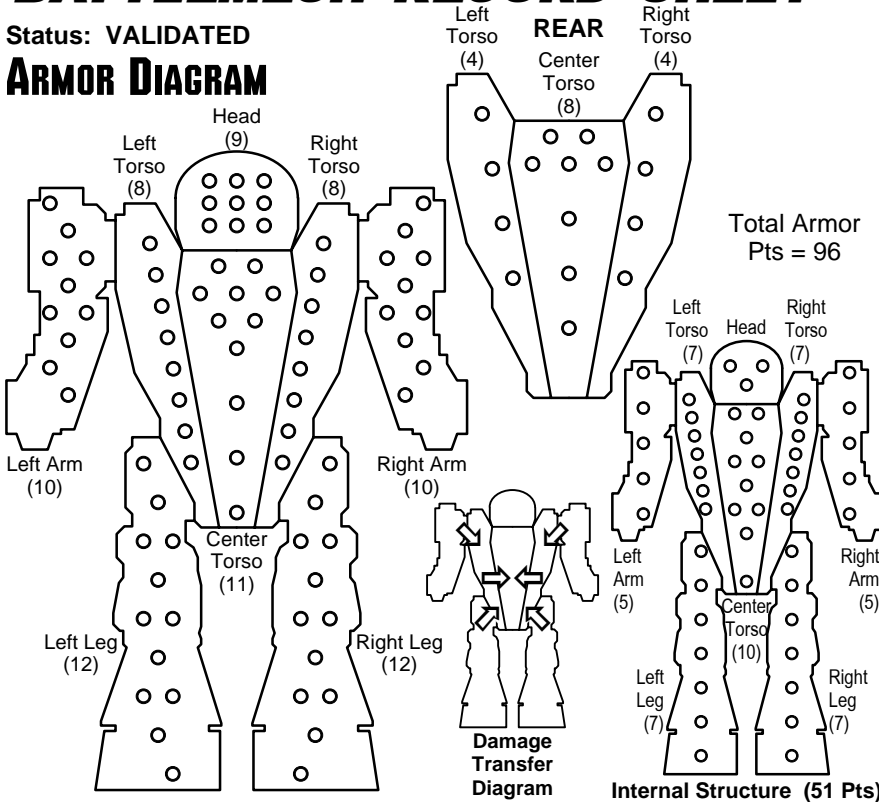 BATTLEMECH RECORD SHEET
Status: VALIDATED
ARMOR DIAGRAM
Head
(9)
Left
Torso
(8)
Right
Torso
(8)
Left Arm
(10)
Right Arm
(10)
Center
Torso
(11)
Left Leg
(12)
Right Leg
(12)
REAR
Left
Torso
(4)
Center
Torso
(8)
Right
Torso
(4)
Total Armor
Pts = 96
Left
Torso
(7)
Head
Right
Torso
(7)
Left
Arm
(5)
Right
Arm
(5)
Center
Torso
(10)
Left
Leg
(7)
Right
Leg
(7)
Damage
Transfer
Diagram
Internal Structure (51 Pts)